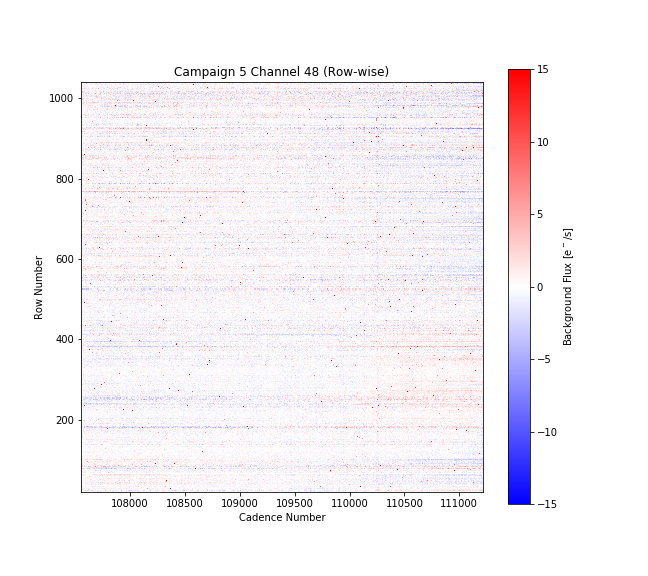 Campaign 5 Channel 48 (Row-wise)
1000
800
600
400
200
Row Number
108000 108500 109000 109500 110000 110500 111000
Cadence Number
15
10
5
0
−5
−10
−15
Background Flux [e⁻/s]